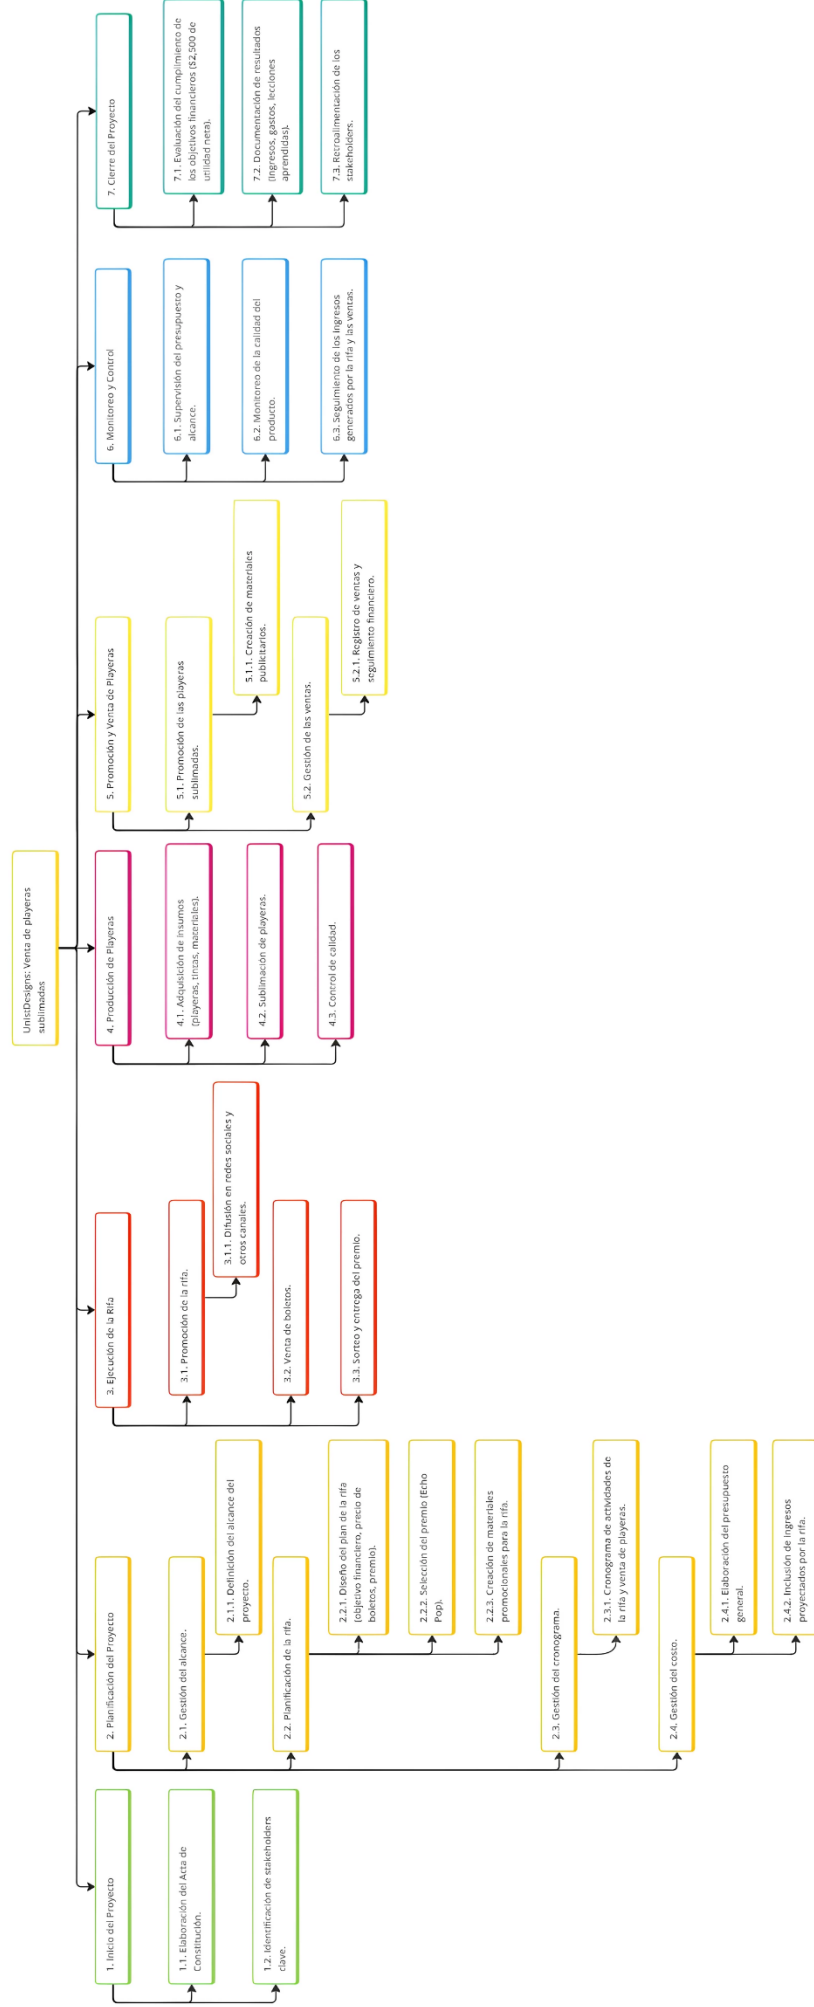 UnistDesigns: Venta de playeras
sublimadas
1. Inicio del Proyecto
1.1. Elaboración del Acta de
Constitución.
1.2. Identificación de stakeholders
clave.
2. Planificación del Proyecto
2.1. Gestión del alcance.
2.1.1. Definición del alcance del
proyecto.
2.2. Planificación de la rifa.
2.2.1. Diseño del plan de la rifa
(objetivo financiero, precio de
boletos, premio).
2.2.2. Selección del premio (Echo
Pop).
2.2.3. Creación de materiales
promocionales para la rifa.
2.3. Gestión del cronograma.
2.3.1. Cronograma de actividades de
la rifa y venta de playeras.
2.4. Gestión del costo.
2.4.1. Elaboración del presupuesto
general.
2.4.2. Inclusión de ingresos
proyectados por la rifa.
3. Ejecución de la Rifa
3.1. Promoción de la rifa.
3.1.1. Difusión en redes sociales y
otros canales.
3.2. Venta de boletos.
3.3. Sorteo y entrega del premio.
4. Producción de Playeras
4.1. Adquisición de insumos
(playeras, tintas, materiales).
4.2. Sublimación de playeras.
4.3. Control de calidad.
5. Promoción y Venta de Playeras
5.1. Promoción de las playeras
sublimadas.
5.1.1. Creación de materiales
publicitarios.
5.2. Gestión de las ventas.
5.2.1. Registro de ventas y
seguimiento financiero.
6. Monitoreo y Control
6.1. Supervisión del presupuesto y
alcance.
6.2. Monitoreo de la calidad del
producto.
6.3. Seguimiento de los ingresos
generados por la rifa y las ventas.
7. Cierre del Proyecto
7.1. Evaluación del cumplimiento de
los objetivos financieros ($2,500 de
utilidad neta).
7.2. Documentación de resultados
(ingresos, gastos, lecciones
aprendidas).
7.3. Retroalimentación de los
stakeholders.